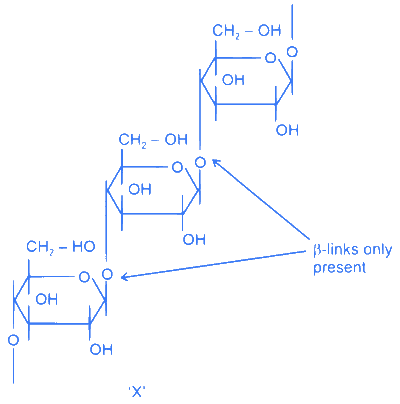 CH2 – OH
O
O
OH
OH
CH2 – OH
O
O
OH
OH
β-links only
present
CH2 – HO
O
O
OH
O
OH
'X'